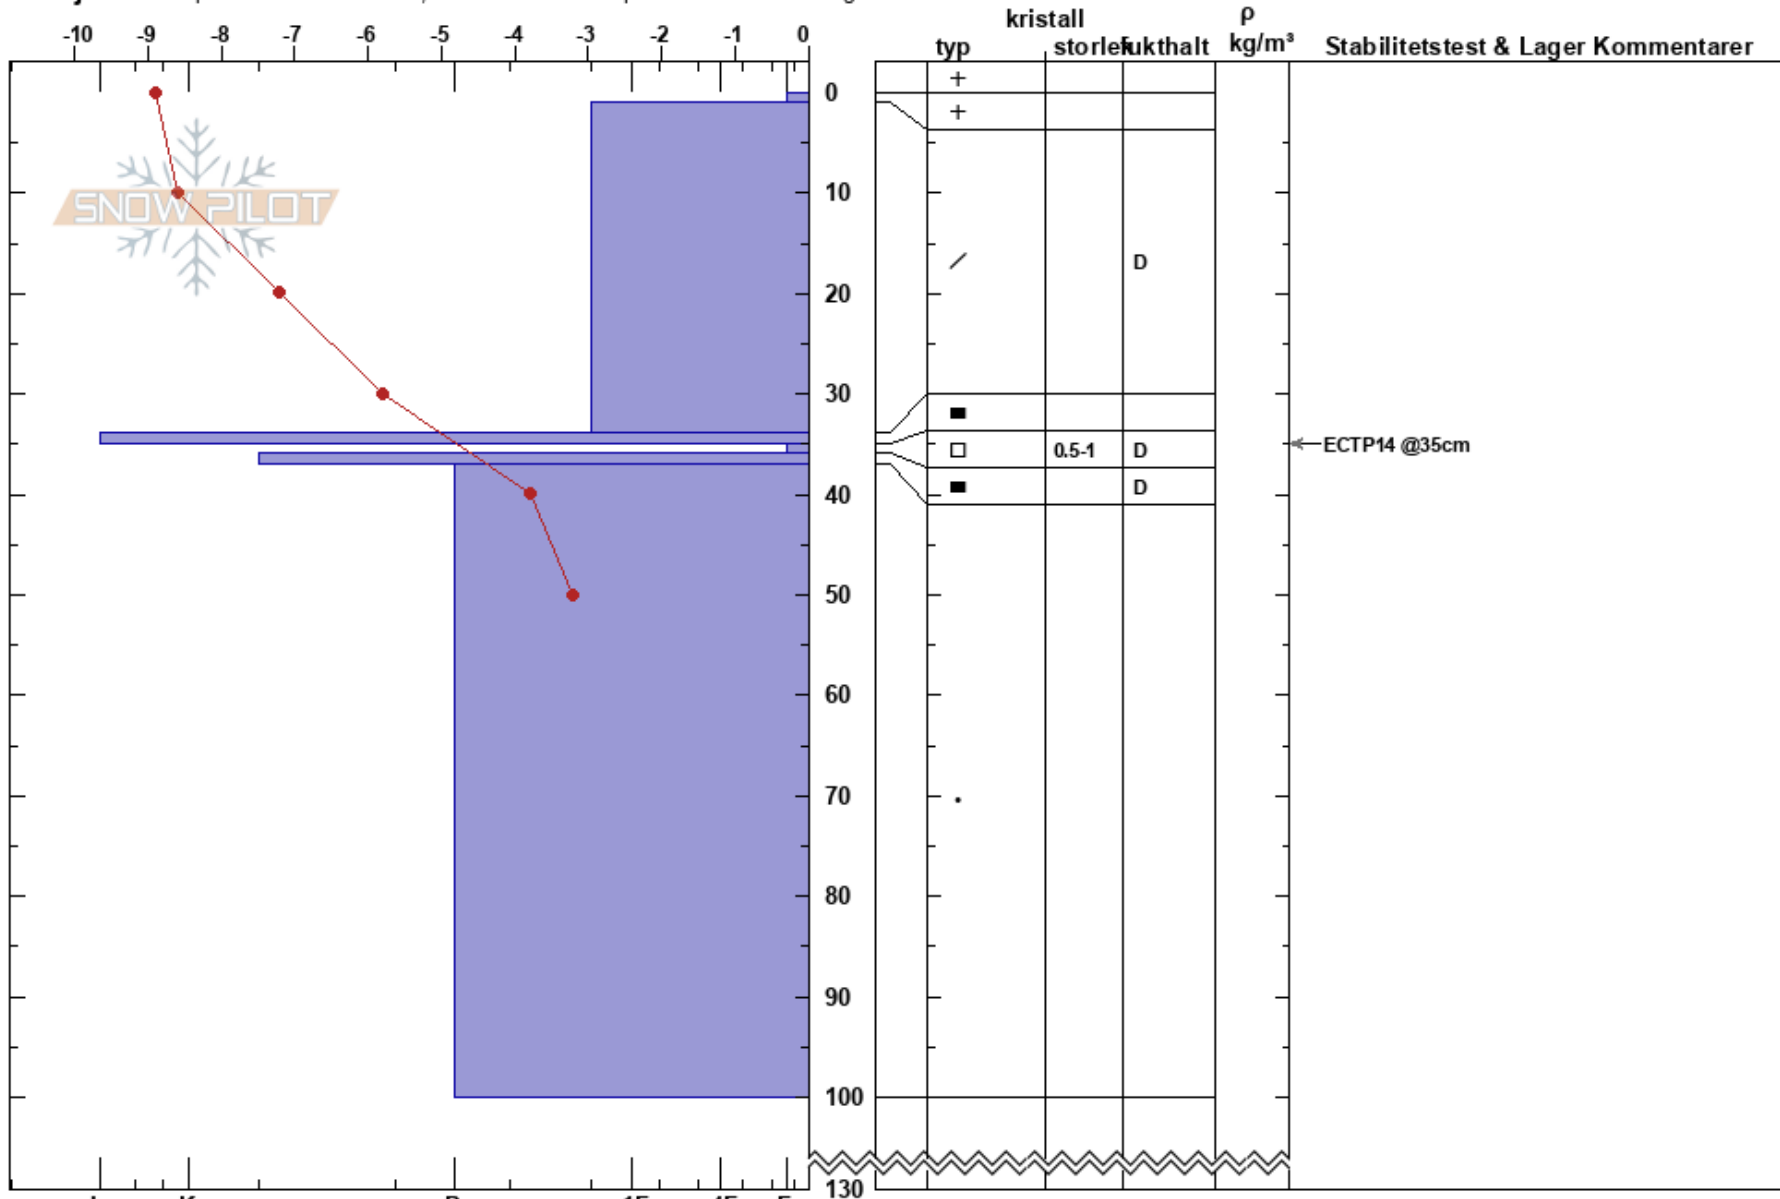 kristall
ρ
-10 -9 -8 -7 -6 -5 -4 -3 -2 -1 0
typ storlek fukthalt kg/m³ Stabilitetstest & Lager Kommentarer
0
+
+
SNOW PILOT
10
D
20
30
0.5-1 D
ECTP14 @35cm
D
40
50
60
70
80
90
100
130